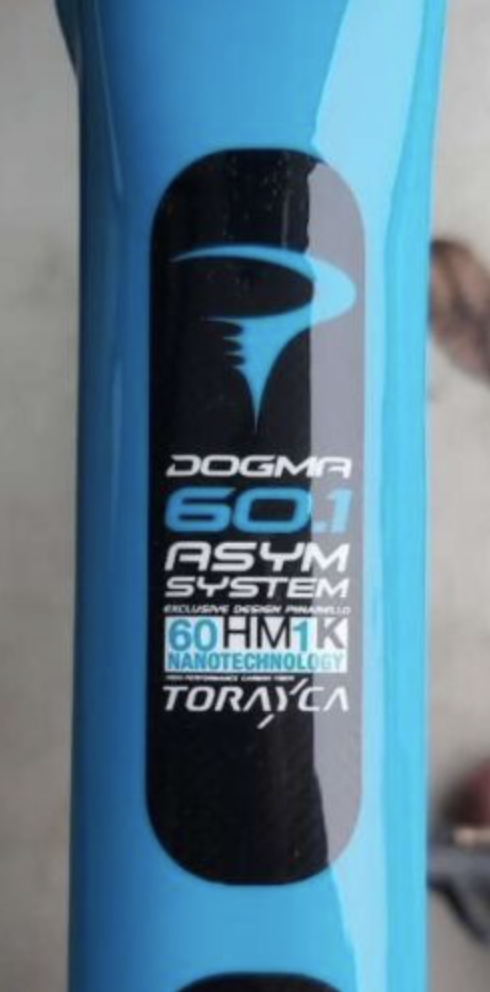 DOGMA
60.1
ASYM
SYSTEM
EXCLUSIVE DESIGN PINARELLO
60HM1K
NANOTECHNOLOGY
HIGH PERFORMANCE CARBON FIBER
TORAYCA